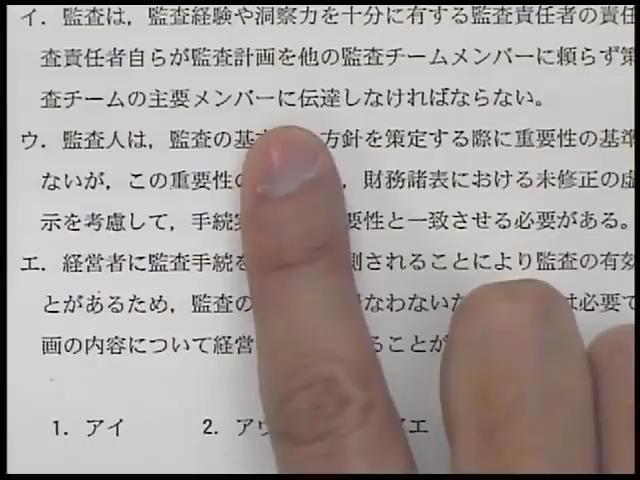 イ．監査は，監査経験や洞察力を十分に有する監査責任者の責任
査責任者自らが監査計画を他の監査チームメンバーに頼らず策
査チームの主要メンバーに伝達しなければならない。
ウ．監査人は，監査の基 方針を策定する際に重要性の基準
ないが，この重要性の ，財務諸表における未修正の虚
示を考慮して，手続実 要性と一致させる必要がある。
エ．経営者に監査手続を 測されることにより監査の有効
とがあるため，監査の なわない は必要で
画の内容について経営 ることが
1．アイ 2．アウ アエ